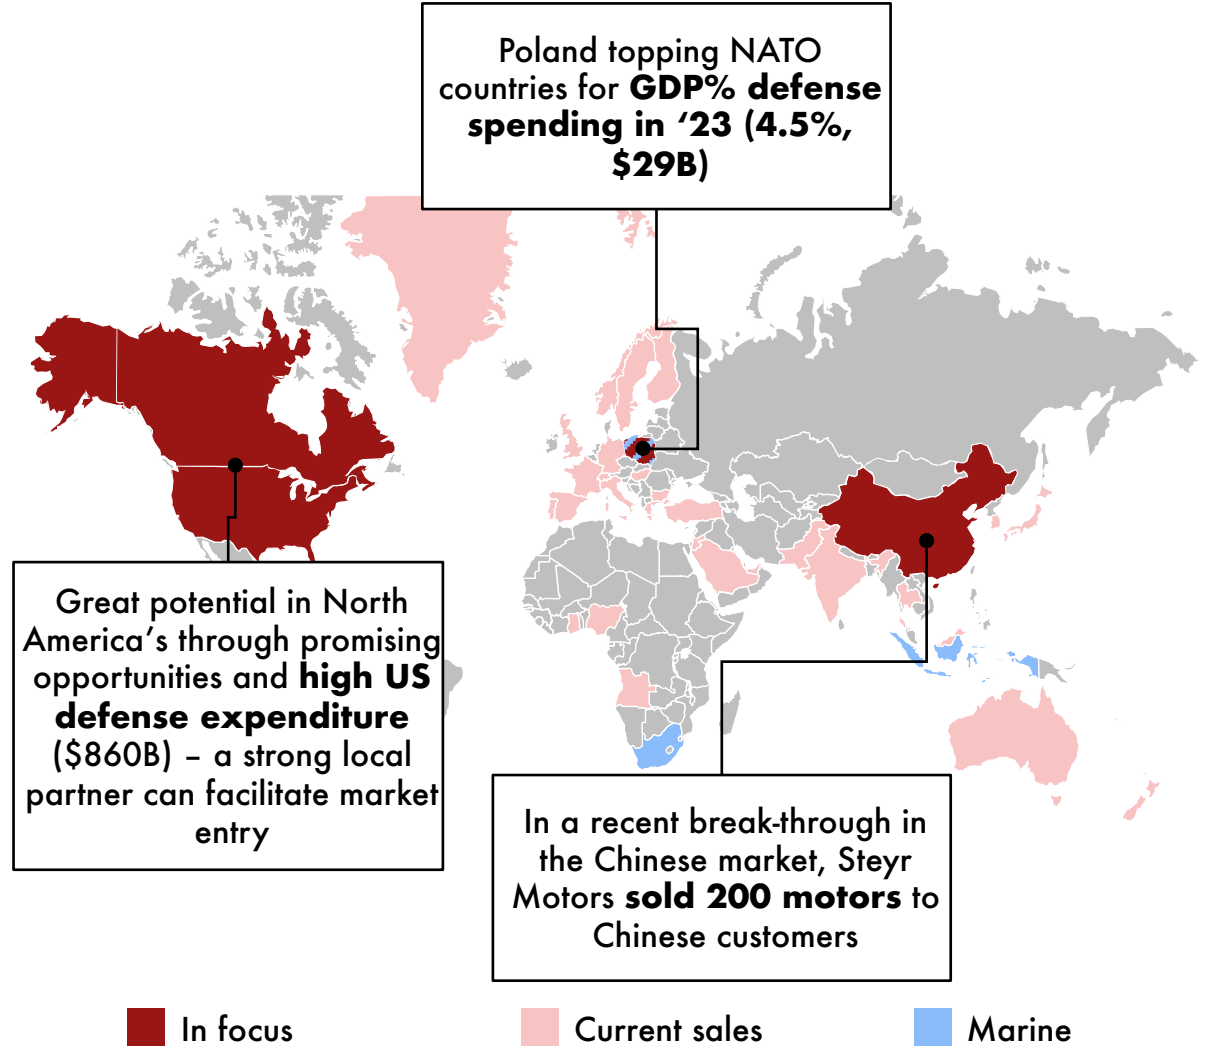 Poland topping NATO
countries for GDP% defense
spending in ‘23 (4.5%,
$29B)
Great potential in North
America’s through promising
opportunities and high US
defense expenditure
($860B) – a strong local
partner can facilitate market
entry
In a recent break-through in
the Chinese market, Steyr
Motors sold 200 motors to
Chinese customers
In focus
Current sales
Marine